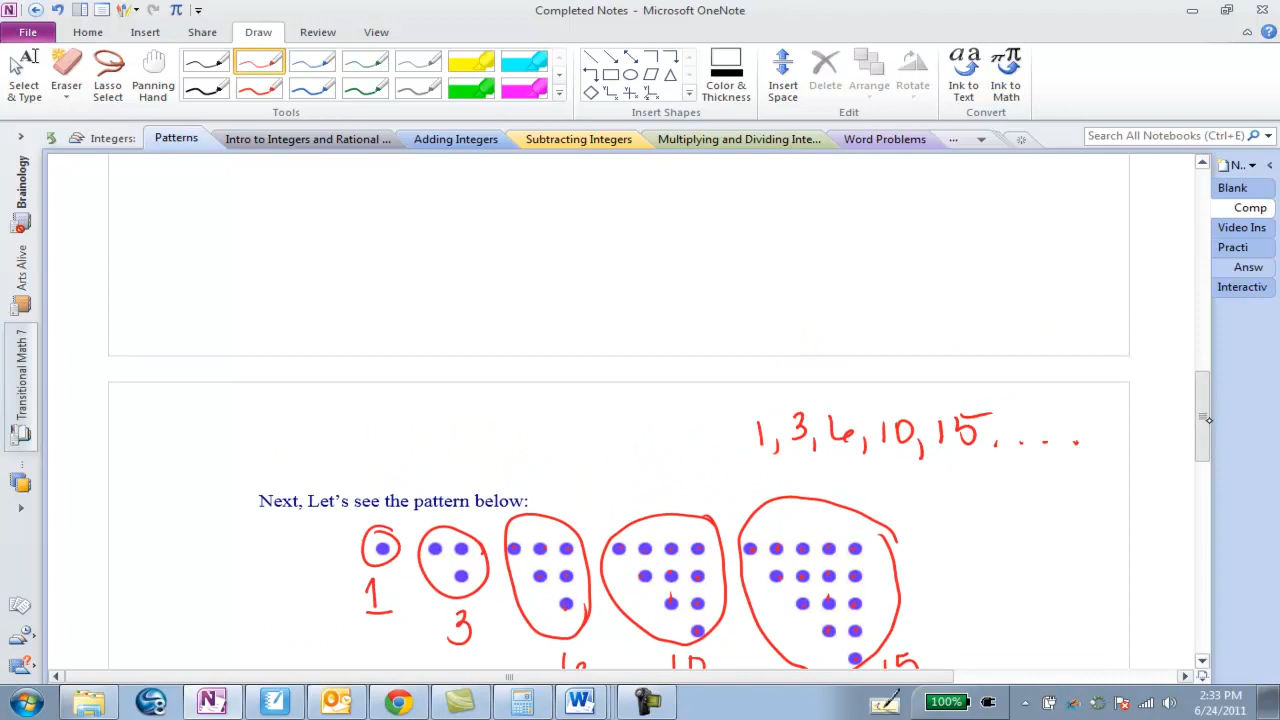 Completed Notes - Microsoft OneNote
File Home Insert Share Draw Review View
Select & Type
Eraser
Lasso Select
Panning Hand
Color & Thickness
Insert Space
Delete
Arrange
Rotate
Ink to Text
Ink to Math
Tools
Insert Shapes
Edit
Convert
Integers: Patterns Intro to Integers and Rational ... Adding Integers Subtracting Integers Multiplying and Dividing Inte... Word Problems ... Search All Notebooks (Ctrl+E)
Brainology
Arts Alive
Transitional Math 7
N..
Blank
Comp
Video Ins
Practi
Answ
Interactiv
1, 3, 6, 10, 15, . . . .
Next, Let's see the pattern below:
1
3
6
10
15
100%
2:33 PM
6/24/2011